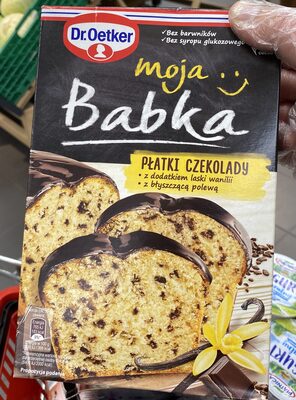 Dr.Oetker
✓ Bez barwników
✓ Bez syropu glukozowego
moja
Babka
PŁATKI CZEKOLADY
• z dodatkiem laski wanilii
• z błyszczącą polewą
Propozycja podania